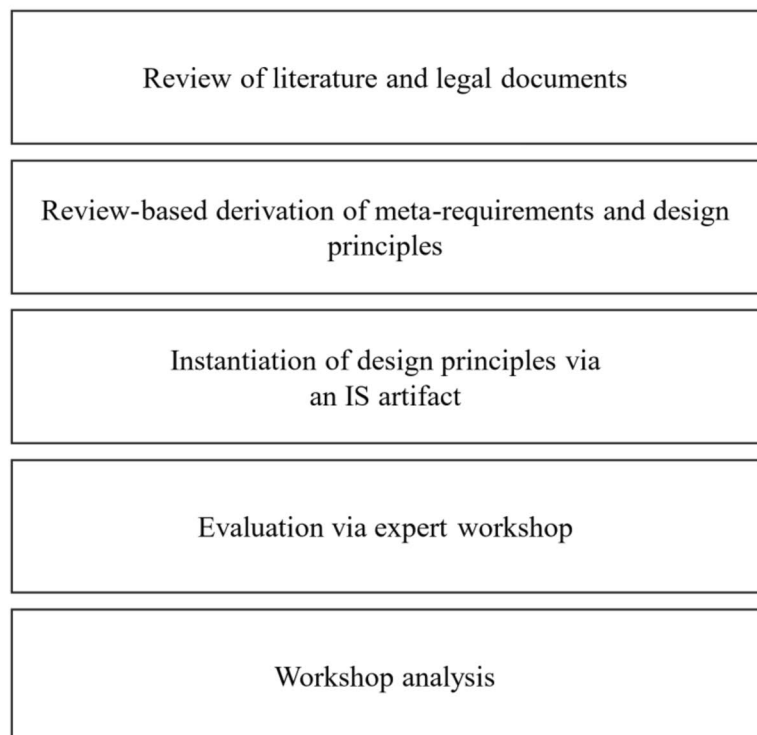 Review of literature and legal documents
Review-based derivation of meta-requirements and design
principles
Instantiation of design principles via
an IS artifact
Evaluation via expert workshop
Workshop analysis